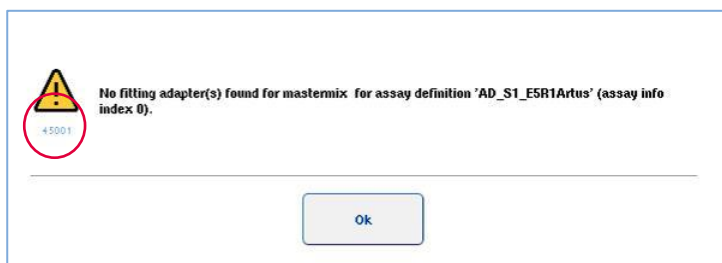 No fitting adapter(s) found for mastermix for assay definition 'AD_S1_E5R1Artus' (assay info
index 0).
45001
Ok